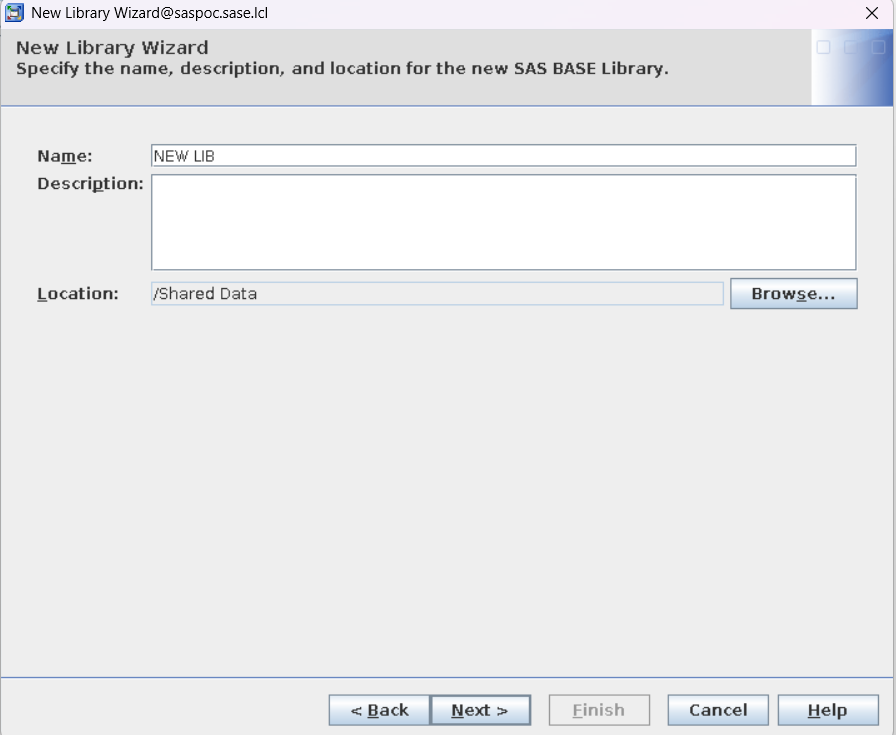 New Library Wizard@saspoc.sase.lcl
New Library Wizard
Specify the name, description, and location for the new SAS BASE Library.
Name: NEW LIB
Description:
Location: /Shared Data Browse...
< Back Next > Finish Cancel Help